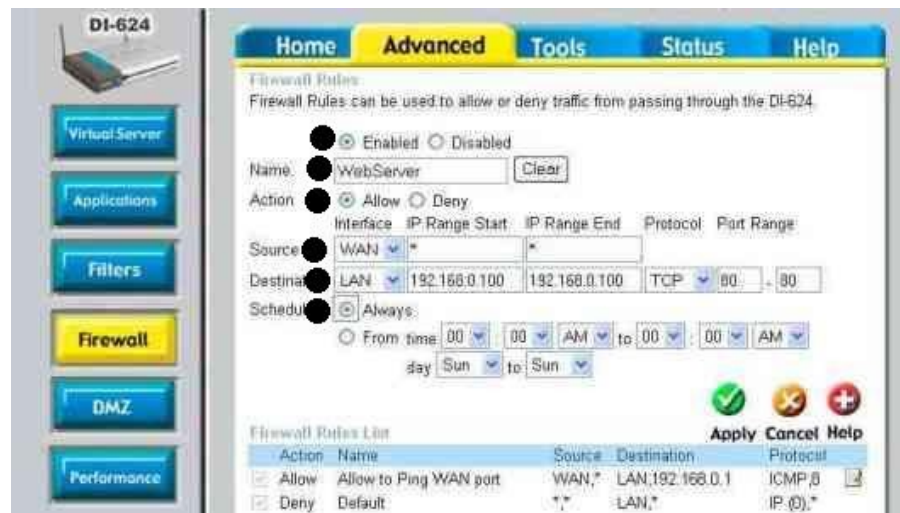 DI-624
Home Advanced Tools Status Help
Virtual Server
Applications
Filters
Firewall
DMZ
Performance
Firewall Rules
Firewall Rules can be used to allow or deny traffic from passing through the DI-624.
Enabled Disabled
Name WebServer Clear
Action Allow Deny
Interface IP Range Start IP Range End Protocol Port Range
Source WAN * *
LAN 192.168.0.100 192.168.0.100 TCP 80 - 80
Always
From time 00 : 00 AM to 00 : 00 AM
day Sun to Sun
Apply Cancel Help
Firewall Rules List
Action Name Source Destination Protocol
Allow Allow to Ping WAN port WAN,* LAN,192.168.0.1 ICMP,8
Deny Default *,* LAN,* IP (0),*